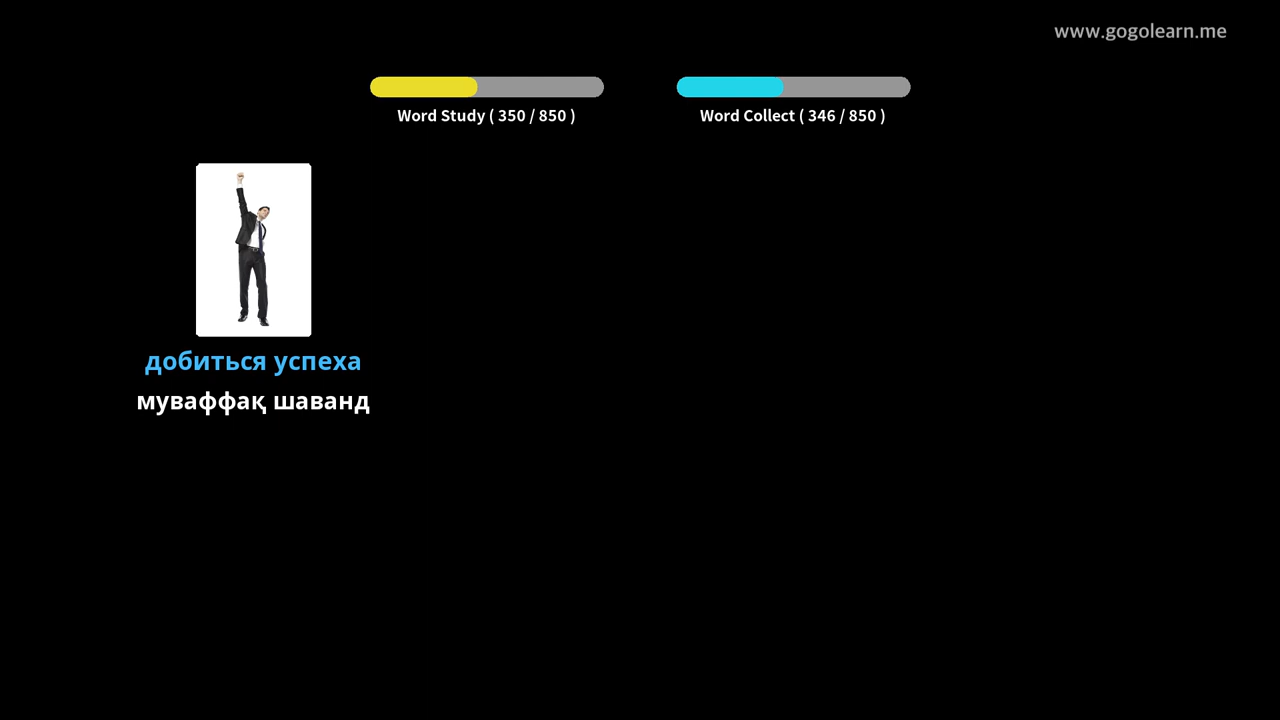 www.gogolearn.me
Word Study ( 350 / 850 )
Word Collect ( 346 / 850 )
добиться успеха
муваффақ шаванд